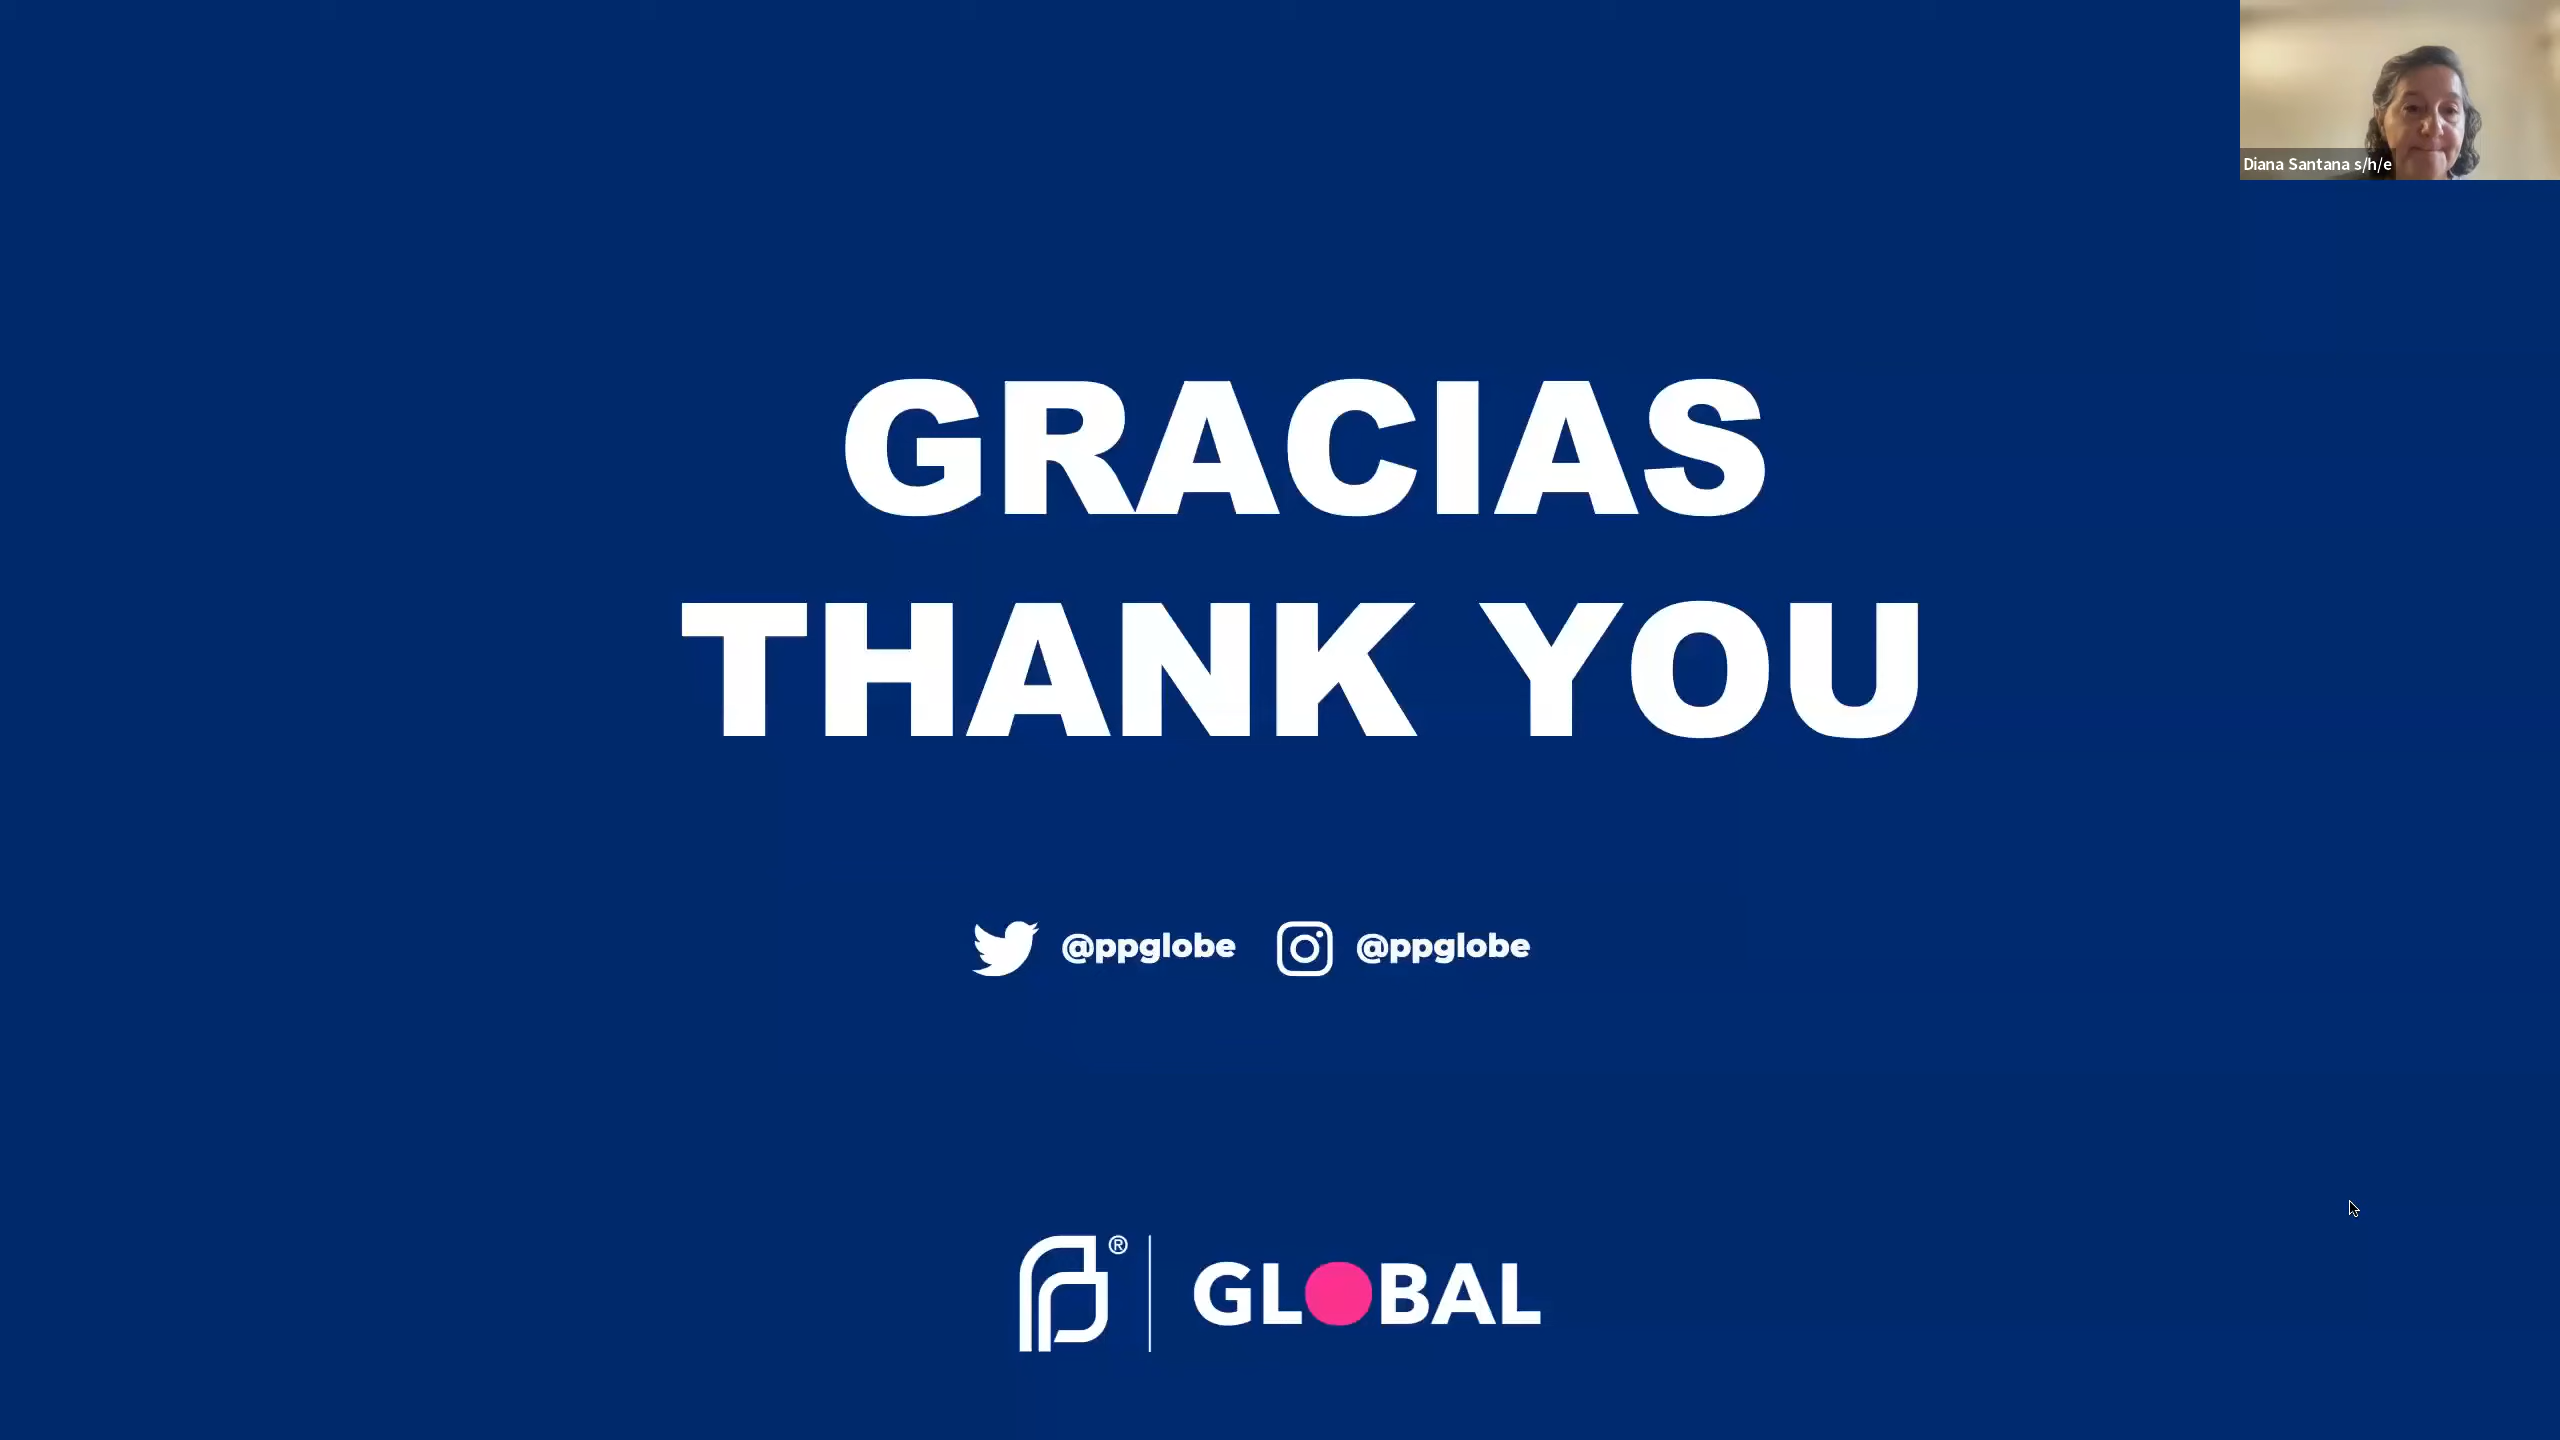 Diana Santana s/h/e
GRACIAS
THANK YOU
@ppglobe @ppglobe
® GLOBAL